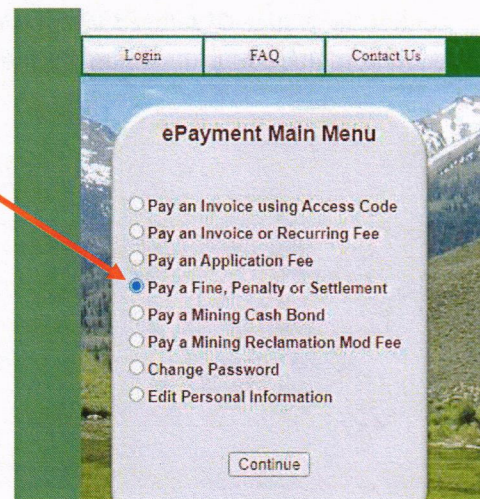 Login FAQ Contact Us
ePayment Main Menu
Pay an Invoice using Access Code
Pay an Invoice or Recurring Fee
Pay an Application Fee
Pay a Fine, Penalty or Settlement
Pay a Mining Cash Bond
Pay a Mining Reclamation Mod Fee
Change Password
Edit Personal Information
Continue